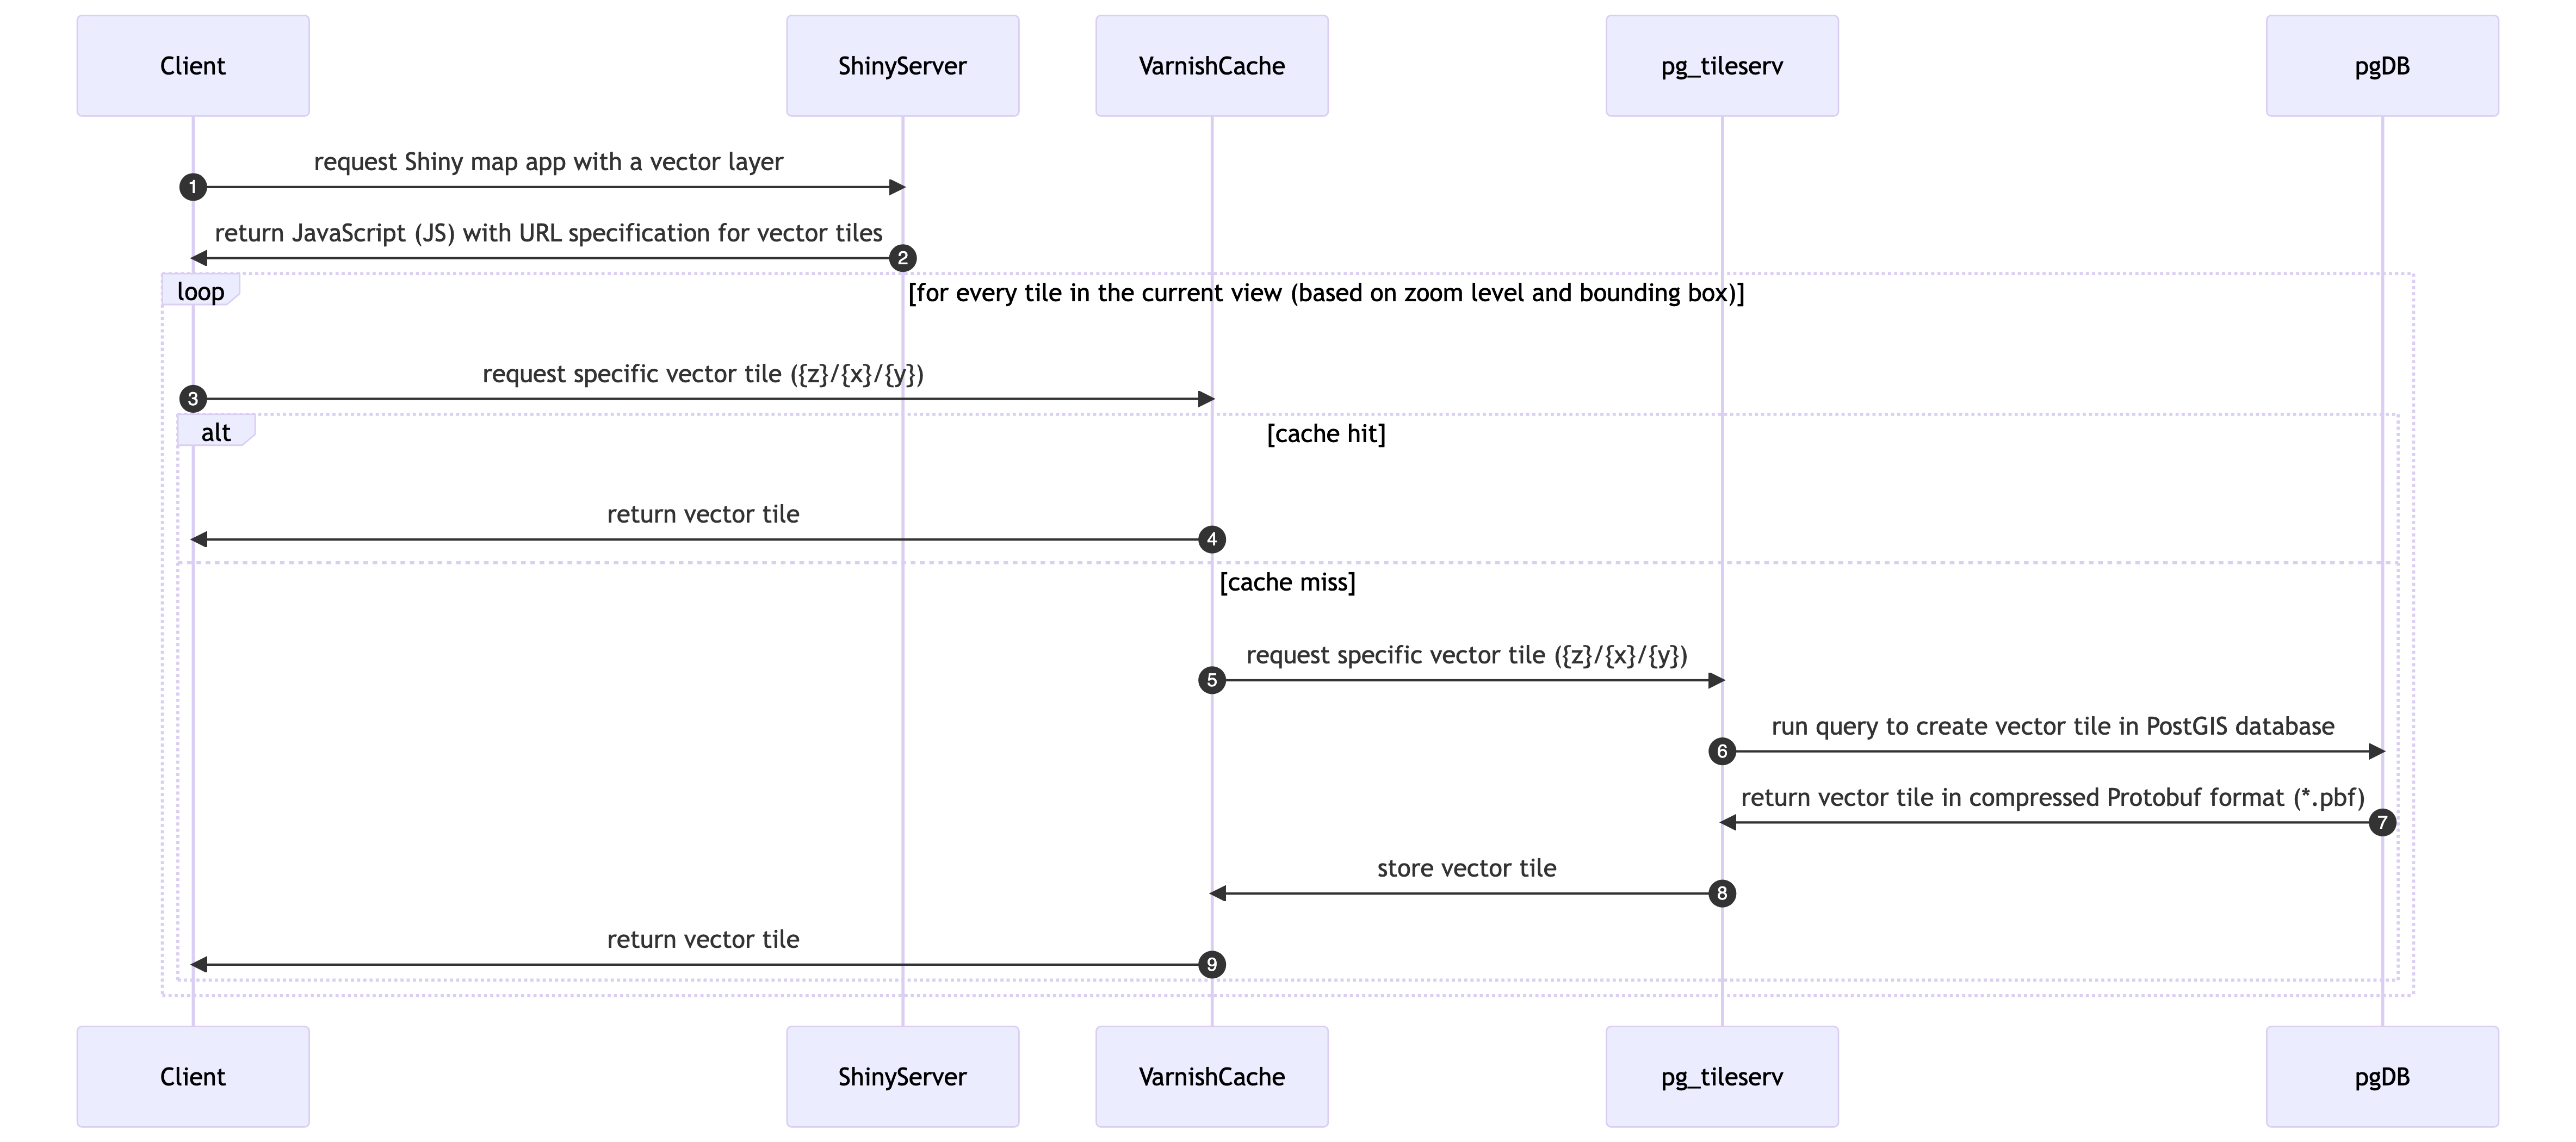 Client
ShinyServer
VarnishCache
pg_tileserv
pgDB
request Shiny map app with a vector layer
1
return JavaScript (JS) with URL specification for vector tiles
2
loop
[for every tile in the current view (based on zoom level and bounding box)]
request specific vector tile ({z}/{x}/{y})
3
alt
[cache hit]
return vector tile
4
[cache miss]
request specific vector tile ({z}/{x}/{y})
5
run query to create vector tile in PostGIS database
6
return vector tile in compressed Protobuf format (*.pbf)
7
store vector tile
8
return vector tile
9
Client
ShinyServer
VarnishCache
pg_tileserv
pgDB